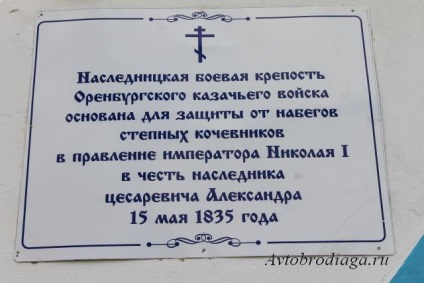 Наследницкая боевая крепость
Оренбургского казачьего войска
основана для защиты от набегов
степных кочевников
в правление императора Николая I
в честь наследника
цесаревича Александра
15 мая 1835 года
Avtobrodiaga.ru